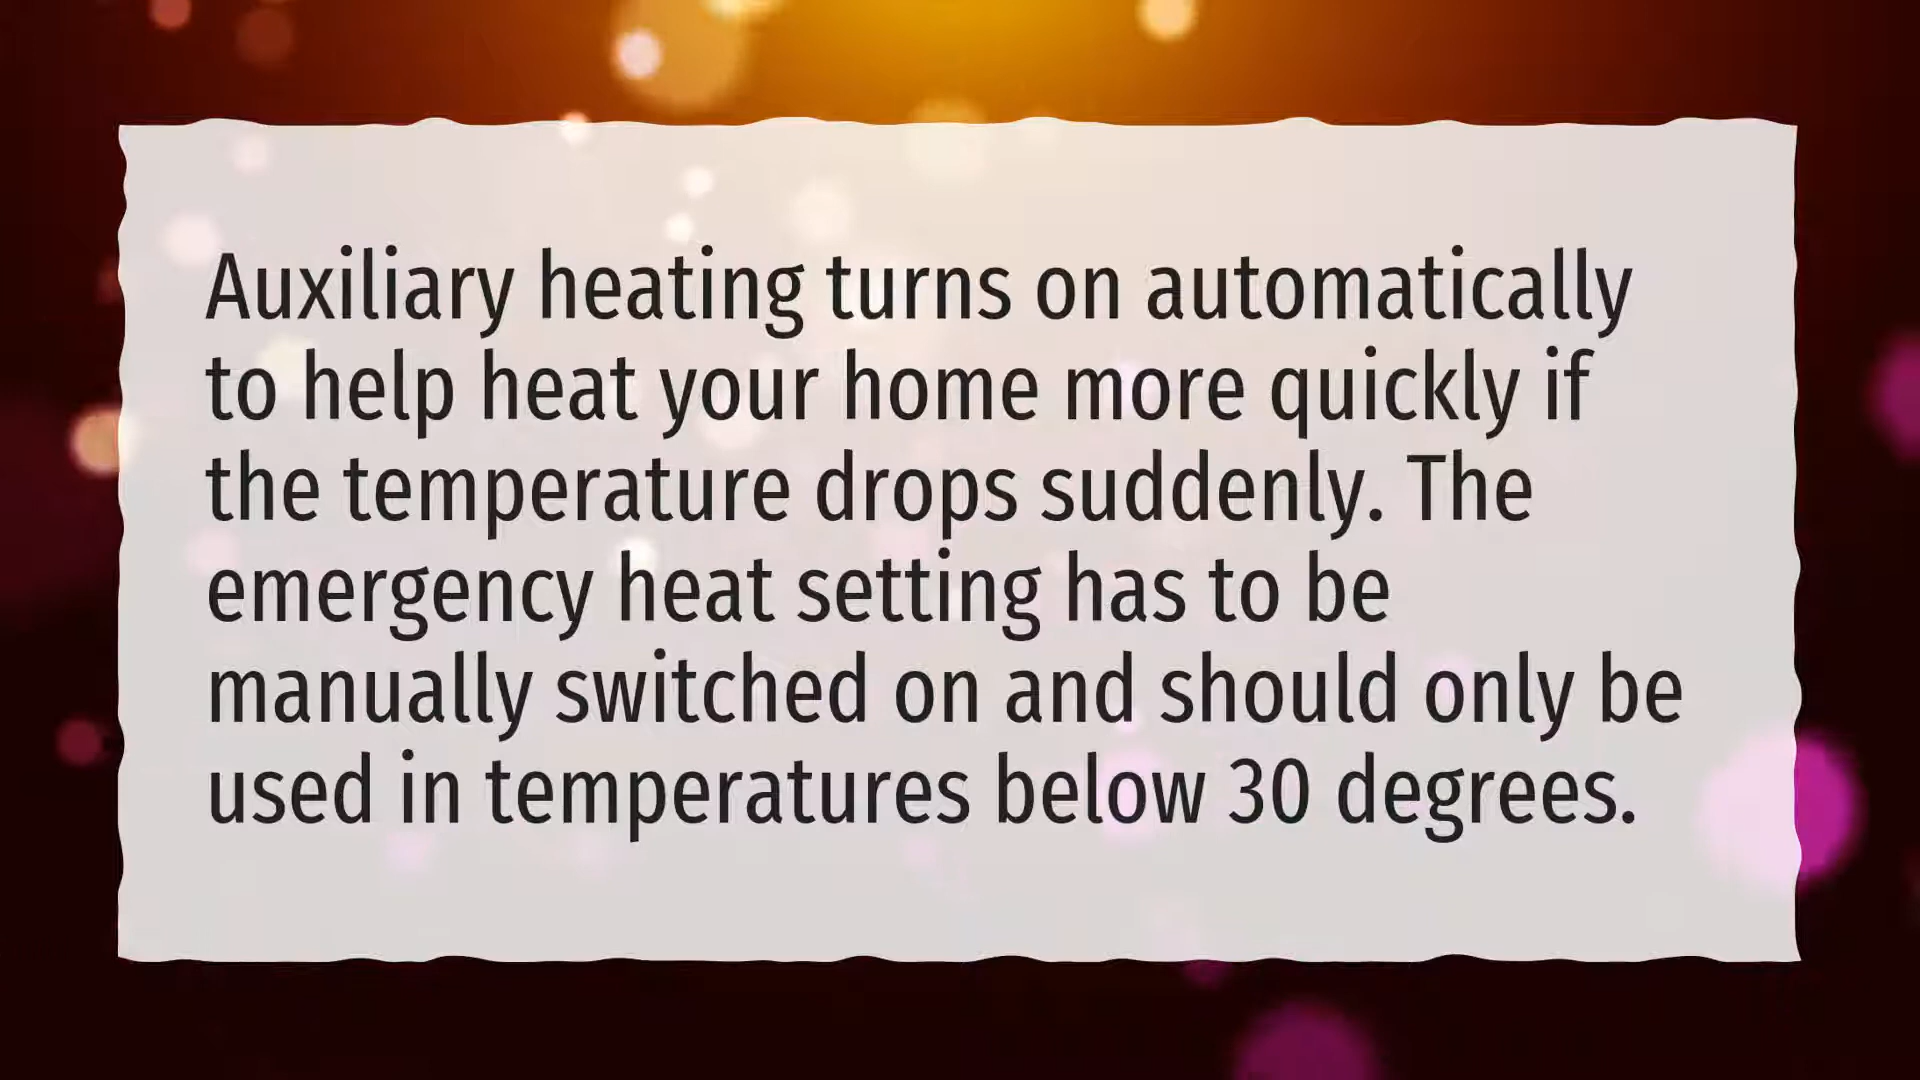 Auxiliary heating turns on automatically
to help heat your home more quickly if
the temperature drops suddenly. The
emergency heat setting has to be
manually switched on and should only be
used in temperatures below 30 degrees.